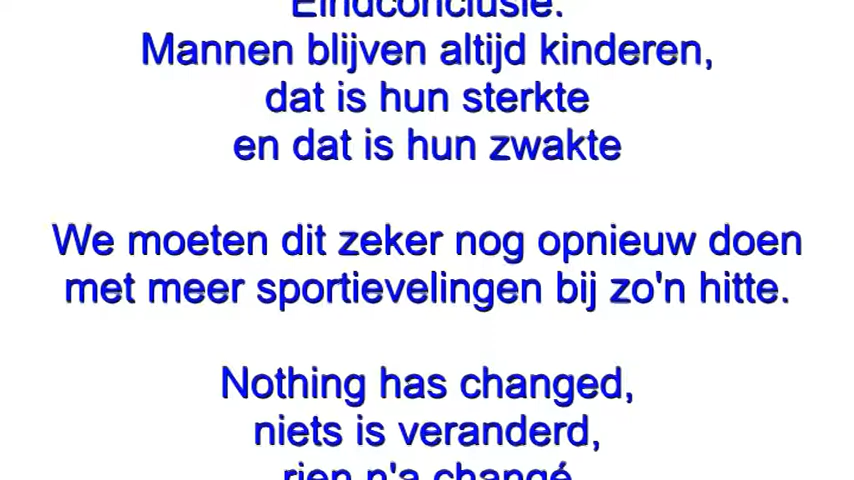 Eindconclusie:
Mannen blijven altijd kinderen,
dat is hun sterkte
en dat is hun zwakte
We moeten dit zeker nog opnieuw doen
met meer sportievelingen bij zo'n hitte.
Nothing has changed,
niets is veranderd,
rien n'a changé